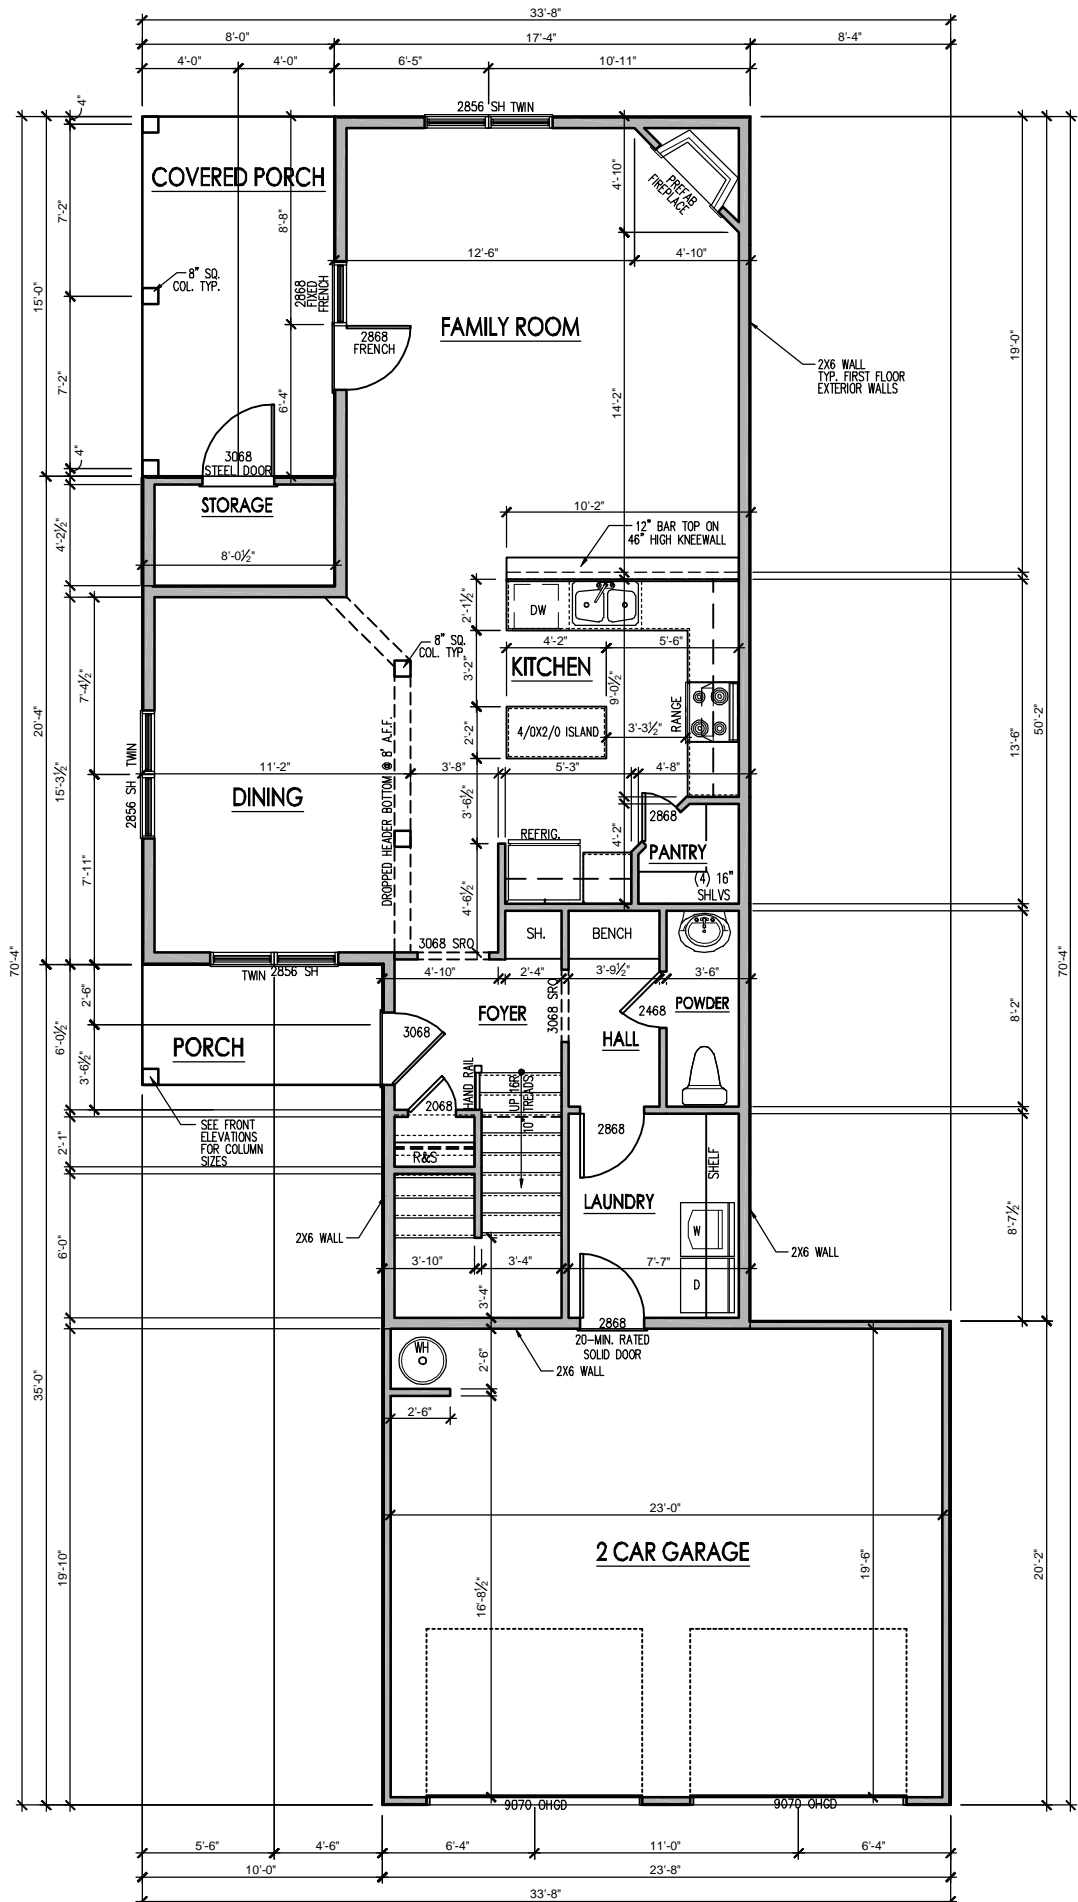 33'-8"
8'-0"
17'-4"
8'-4"
4'-0"
4'-0"
6'-5"
10'-11"
4"
2856 SH TWIN
COVERED PORCH
7'-2"
8'-8"
4'-10"
PREFAB
FIREPLACE
12'-6"
4'-10"
8" SQ.
COL. TYP.
2868
FIXED
FRENCH
15'-0"
FAMILY ROOM
2868
FRENCH
19'-0"
2X6 WALL
TYP. FIRST FLOOR
EXTERIOR WALLS
7'-2"
6'-4"
14'-2"
4"
3068
STEEL DOOR
STORAGE
10'-2"
4'-2½"
12" BAR TOP ON
46" HIGH KNEEWALL
8'-0½"
2'-1½"
DW
8" SQ.
COL. TYP.
4'-2"
5'-6"
3'-2"
KITCHEN
7'-4½"
9'-0½"
RANGE
20'-4"
2'-2"
4/0X2/0 ISLAND
3'-3½"
50'-2"
13'-6"
15'-3½"
2856 SH TWIN
11'-2"
3'-8"
5'-3"
4'-8"
DINING
DROPPED HEADER BOTTOM @ 8' A.F.F.
3'-6½"
2868
REFRIG.
4'-2"
PANTRY
(4) 16"
SHLVS
7'-11"
4'-6½"
SH.
BENCH
3068 SRO
70'-4"
70'-4"
TWIN 2856 SH
4'-10"
2'-4"
3'-9½"
3'-6"
2'-6"
6'-0½"
3'-6½"
FOYER
3068 SRO
2468
POWDER
8'-2"
3068
HALL
PORCH
HAND RAIL
UP 16R
10" TREADS
2068
SEE FRONT
ELEVATIONS
FOR COLUMN
SIZES
2868
2'-1"
R&S
SHELF
LAUNDRY
8'-7½"
2X6 WALL
W
2X6 WALL
6'-0"
3'-10"
3'-4"
7'-7"
D
3'-4"
2868
20-MIN. RATED
SOLID DOOR
WH
2'-6"
2X6 WALL
35'-0"
2'-6"
23'-0"
2 CAR GARAGE
19'-10"
16'-8½"
19'-6"
20'-2"
9070 OHGD
9070 OHGD
5'-6"
4'-6"
6'-4"
11'-0"
6'-4"
10'-0"
23'-8"
33'-8"